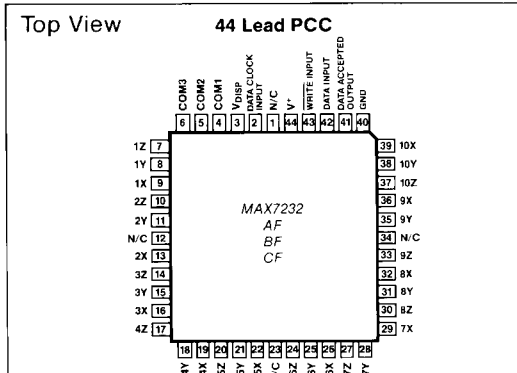 Top View
44 Lead PCC
COM3
COM2
COM1
VDISP
DATA CLOCK
INPUT
N/C
V+
WRITE INPUT
DATA INPUT
DATA ACCEPTED
OUTPUT
GND
6 5 4 3 2 1 44 43 42 41 40
1Z 7
1Y 8
1X 9
2Z 10
2Y 11
N/C 12
2X 13
3Z 14
3Y 15
3X 16
4Z 17
MAX7232
AF
BF
CF
39 10X
38 10Y
37 10Z
36 9X
35 9Y
34 N/C
33 9Z
32 8X
31 8Y
30 8Z
29 7X
18 19 20 21 22 23 24 25 26 27 28